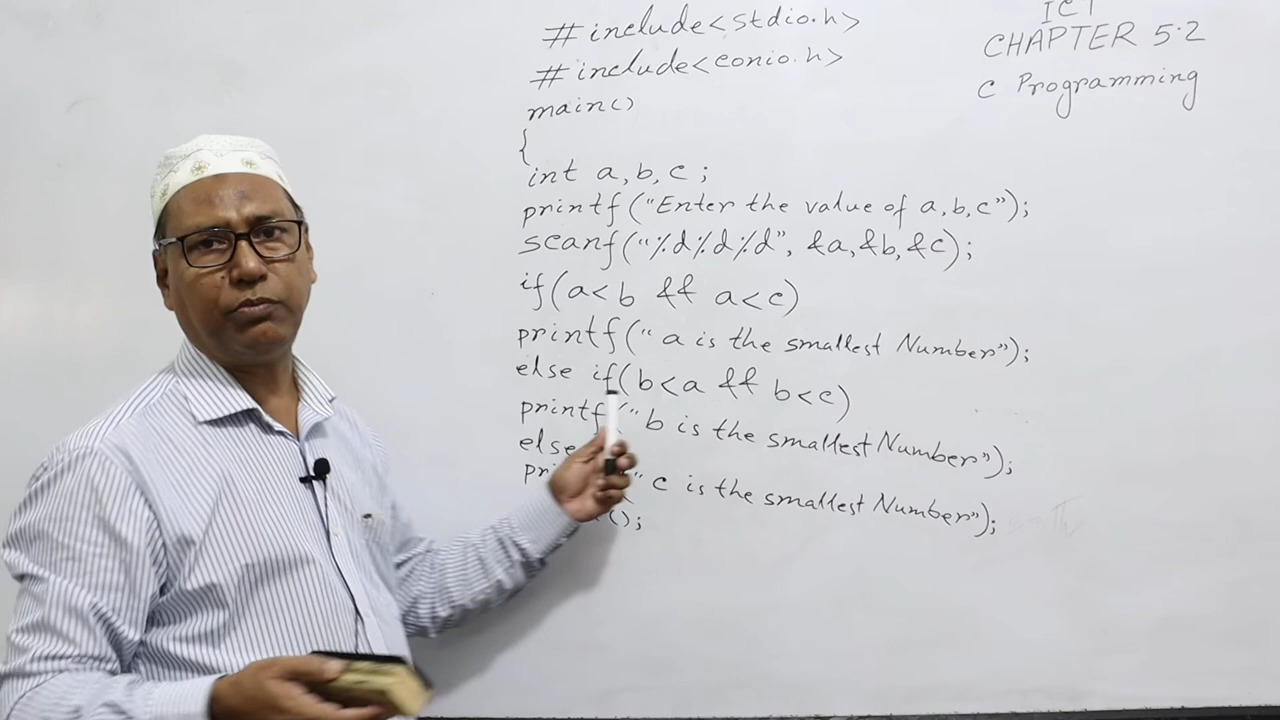 #include<stdio.h>
#include<conio.h>
main()
{
int a,b,c;
printf("Enter the value of a,b,c");
scanf("%d%d%d", &a,&b,&c);
if(a<b && a<c)
printf("a is the smallest Number");
else if(b<a && b<c)
printf("b is the smallest Number");
else
"c is the smallest Number");
();
ICT
CHAPTER 5.2
C Programming